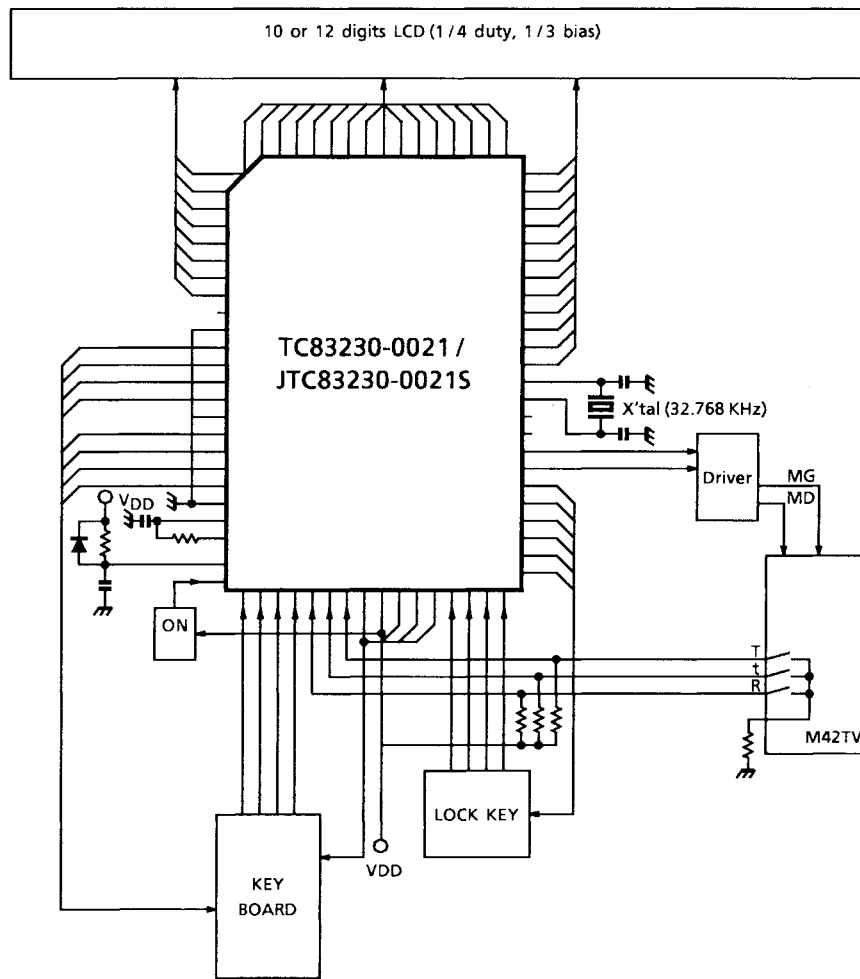 10 or 12 digits LCD (1/4 duty, 1/3 bias)
TC83230-0021 /
JTC83230-0021S
X'tal (32.768 KHz)
Driver
MG
MD
VDD
ON
T
t
R
M42TV
LOCK KEY
VDD
KEY
BOARD